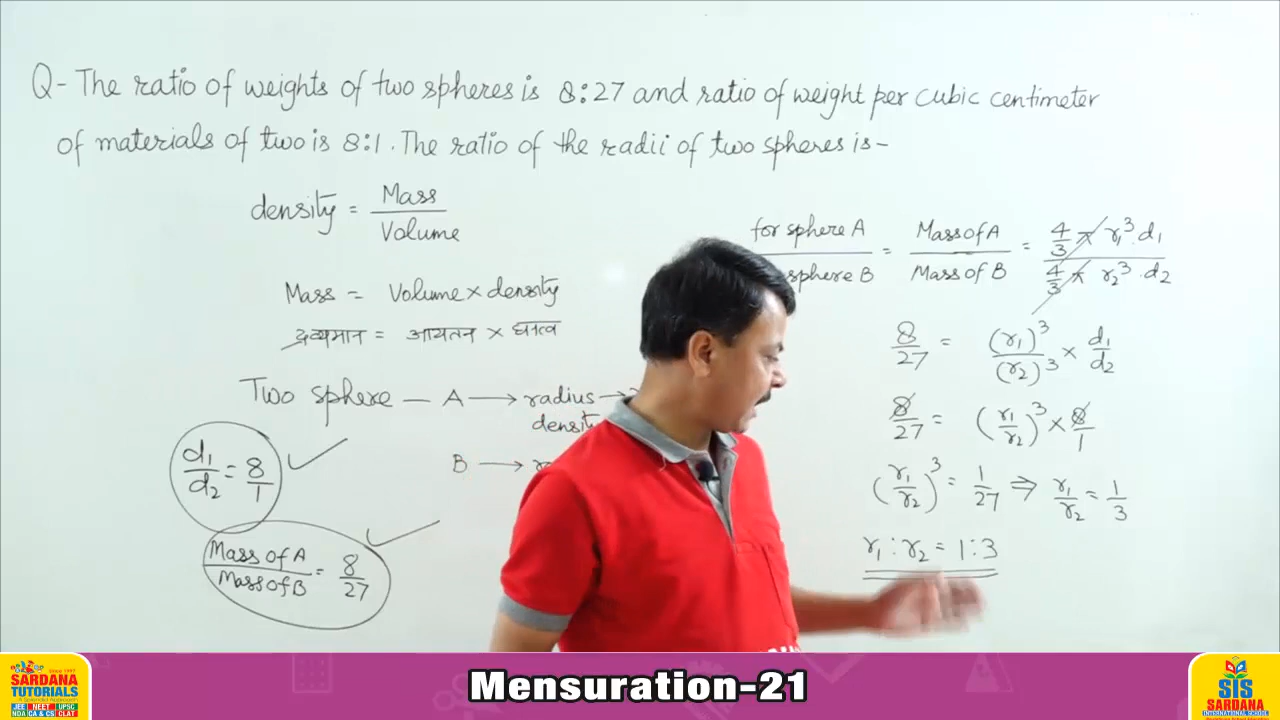 Q- The ratio of weights of two spheres is 8:27 and ratio of weight per cubic centimeter
of materials of two is 8:1. The ratio of the radii of two spheres is-
density = Mass / Volume
Mass = Volume × density
द्रव्यमान = आयतन × घनत्व
Two sphere — A → radius →
density
B →
d₁/d₂ = 8/1
Mass of A / Mass of B = 8/27
for sphere A / sphere B = Mass of A / Mass of B = 4/3 π r₁³.d₁ / 4/3 π r₂³.d₂
8/27 = (r₁)³/(r₂)³ × d₁/d₂
8/27 = (r₁/r₂)³ × 8/1
(r₁/r₂)³ = 1/27 ⇒ r₁/r₂ = 1/3
r₁:r₂ = 1:3
Since 1997
SARDANA
TUTORIALS
JEE NEET UPSC
NDA CA & CS CLAT
Mensuration-21
SIS
SARDANA
INTERNATIONAL SCHOOL